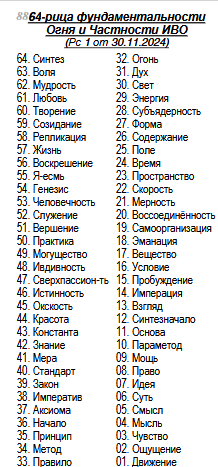 8864-рица фундаментальности
Огня и Частности ИВО
(Рс 1 от 30.11.2024)
64. Синтез
63. Воля
62. Мудрость
61. Любовь
60. Творение
59. Созидание
58. Репликация
57. Жизнь
56. Воскрешение
55. Я-есмь
54. Генезис
53. Человечность
52. Служение
51. Вершение
50. Практика
49. Могущество
48. Ивдивность
47. Сверхпассион-ть
46. Истинность
45. Окскость
44. Красота
43. Константа
42. Знание
41. Мера
40. Стандарт
39. Закон
38. Императив
37. Аксиома
36. Начало
35. Принцип
34. Метод
33. Правило
32. Огонь
31. Дух
30. Свет
29. Энергия
28. Субъядерность
27. Форма
26. Содержание
25. Поле
24. Время
23. Пространство
22. Скорость
21. Мерность
20. Воссоединённость
19. Самоорганизация
18. Эманация
17. Вещество
16. Условие
15. Пробуждение
14. Империация
13. Взгляд
12. Синтезначало
11. Основа
10. Параметод
09. Мощь
08. Право
07. Идея
06. Суть
05. Смысл
04. Мысль
03. Чувство
02. Ощущение
01. Движение